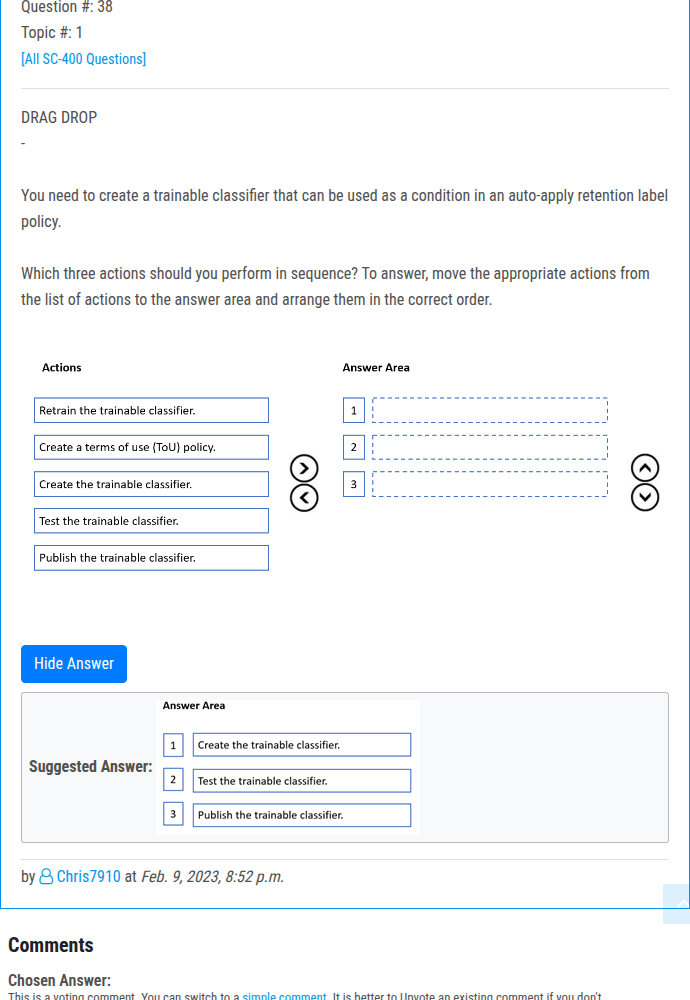 Question #: 38
Topic #: 1
[All SC-400 Questions]
DRAG DROP
-
You need to create a trainable classifier that can be used as a condition in an auto-apply retention label
policy.
Which three actions should you perform in sequence? To answer, move the appropriate actions from
the list of actions to the answer area and arrange them in the correct order.
Actions
Retrain the trainable classifier.
Create a terms of use (ToU) policy.
Create the trainable classifier.
Test the trainable classifier.
Publish the trainable classifier.
Answer Area
1
2
3
Hide Answer
Suggested Answer:
Answer Area
1 Create the trainable classifier.
2 Test the trainable classifier.
3 Publish the trainable classifier.
by Chris7910 at Feb. 9, 2023, 8:52 p.m.
Comments
Chosen Answer:
This is a voting comment. You can switch to a simple comment. It is better to Upvote an existing comment if you don't